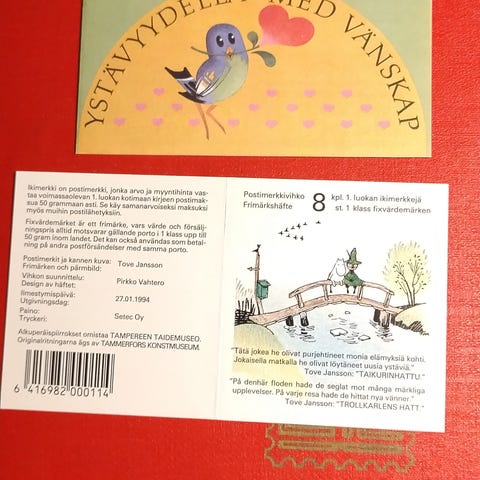 YSTÄVYYDELLÄ MED VÄNSKAP
Ikimerkki on postimerkki, jonka arvo ja myyntihinta vas-
taa voimassaolevan 1. luokan kotimaan kirjeen postimak-
sua 50 grammaan asti. Se käy samanarvoiseksi maksuksi
myös muihin postilähetyksiin.
Fixvärdemärket är ett frimärke, vars värde och försälj-
ningspris alltid motsvarar gällande porto i 1 klass upp till
50 gram inom landet. Det kan också användas som betal-
ning på andra postförsändelser med samma porto.
Postimerkit ja kannen kuva: Tove Jansson
Frimärken och pärmbild:
Vihkon suunnittelu: Pirkko Vahtero
Design av häftet:
Ilmestymispäivä: 27.01.1994
Utgivningsdag:
Paino: Setec Oy
Tryckeri:
Alkuperäispiirrokset omistaa TAMPEREEN TAIDEMUSEO.
Originalritningarna ägs av TAMMERFORS KONSTMUSEUM.
6 416982 000114
Postimerkkivihko 8 kpl. 1. luokan ikimerkkejä
Frimärkshäfte st. 1 klass fixvärdemärken
"Tätä jokea he olivat purjehtineet monia elämyksiä kohti.
Jokaisella matkalla he olivat löytäneet uusia ystäviä."
Tove Jansson: "TAIKURINHATTU."
"På denhär floden hade de seglat mot många märkliga
upplevelser. På varje resa hade de hittat nya vänner."
Tove Jansson: "TROLLKARLENS HATT."